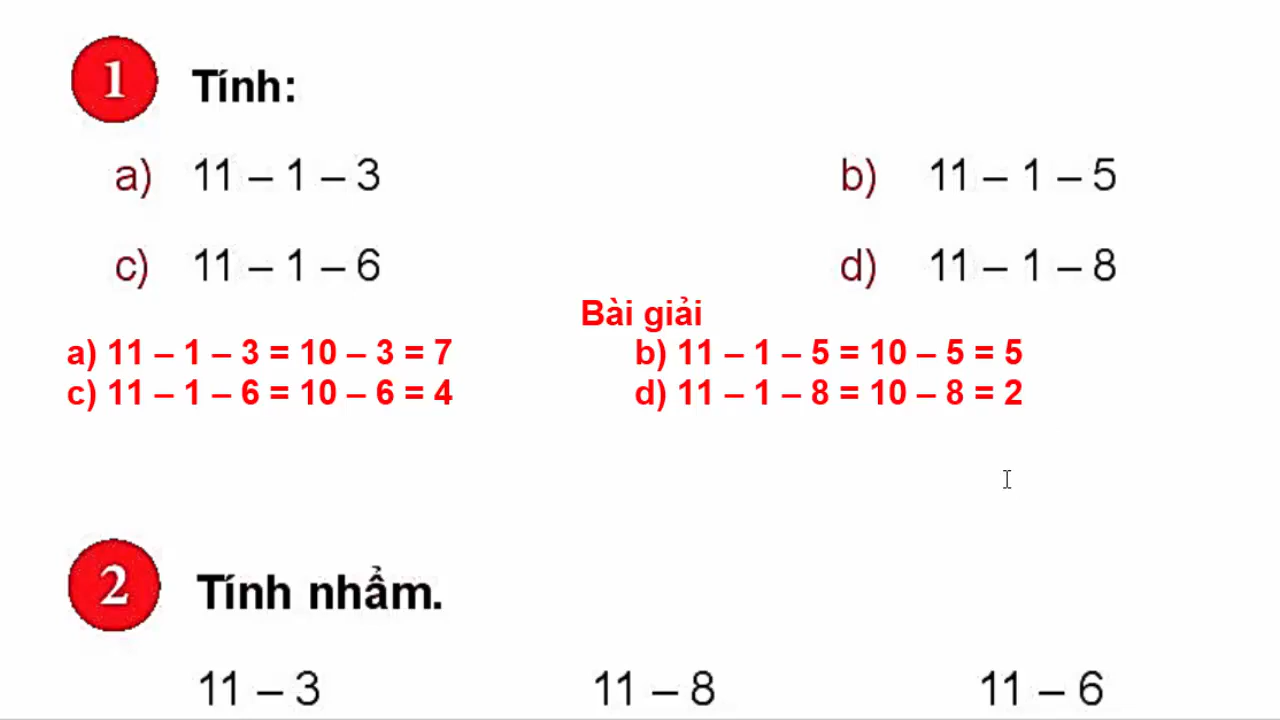 1 Tính:
a) 11 – 1 – 3 b) 11 – 1 – 5
c) 11 – 1 – 6 d) 11 – 1 – 8
Bài giải
a) 11 – 1 – 3 = 10 – 3 = 7 b) 11 – 1 – 5 = 10 – 5 = 5
c) 11 – 1 – 6 = 10 – 6 = 4 d) 11 – 1 – 8 = 10 – 8 = 2
2 Tính nhẩm.
11 – 3 11 – 8 11 – 6